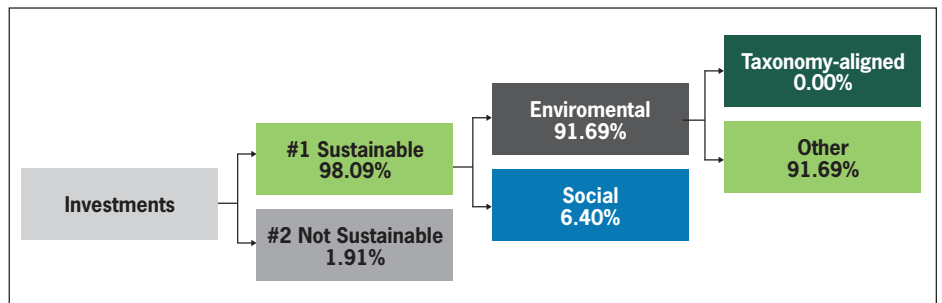 Investments
#1 Sustainable
98.09%
#2 Not Sustainable
1.91%
Enviromental
91.69%
Social
6.40%
Taxonomy-aligned
0.00%
Other
91.69%